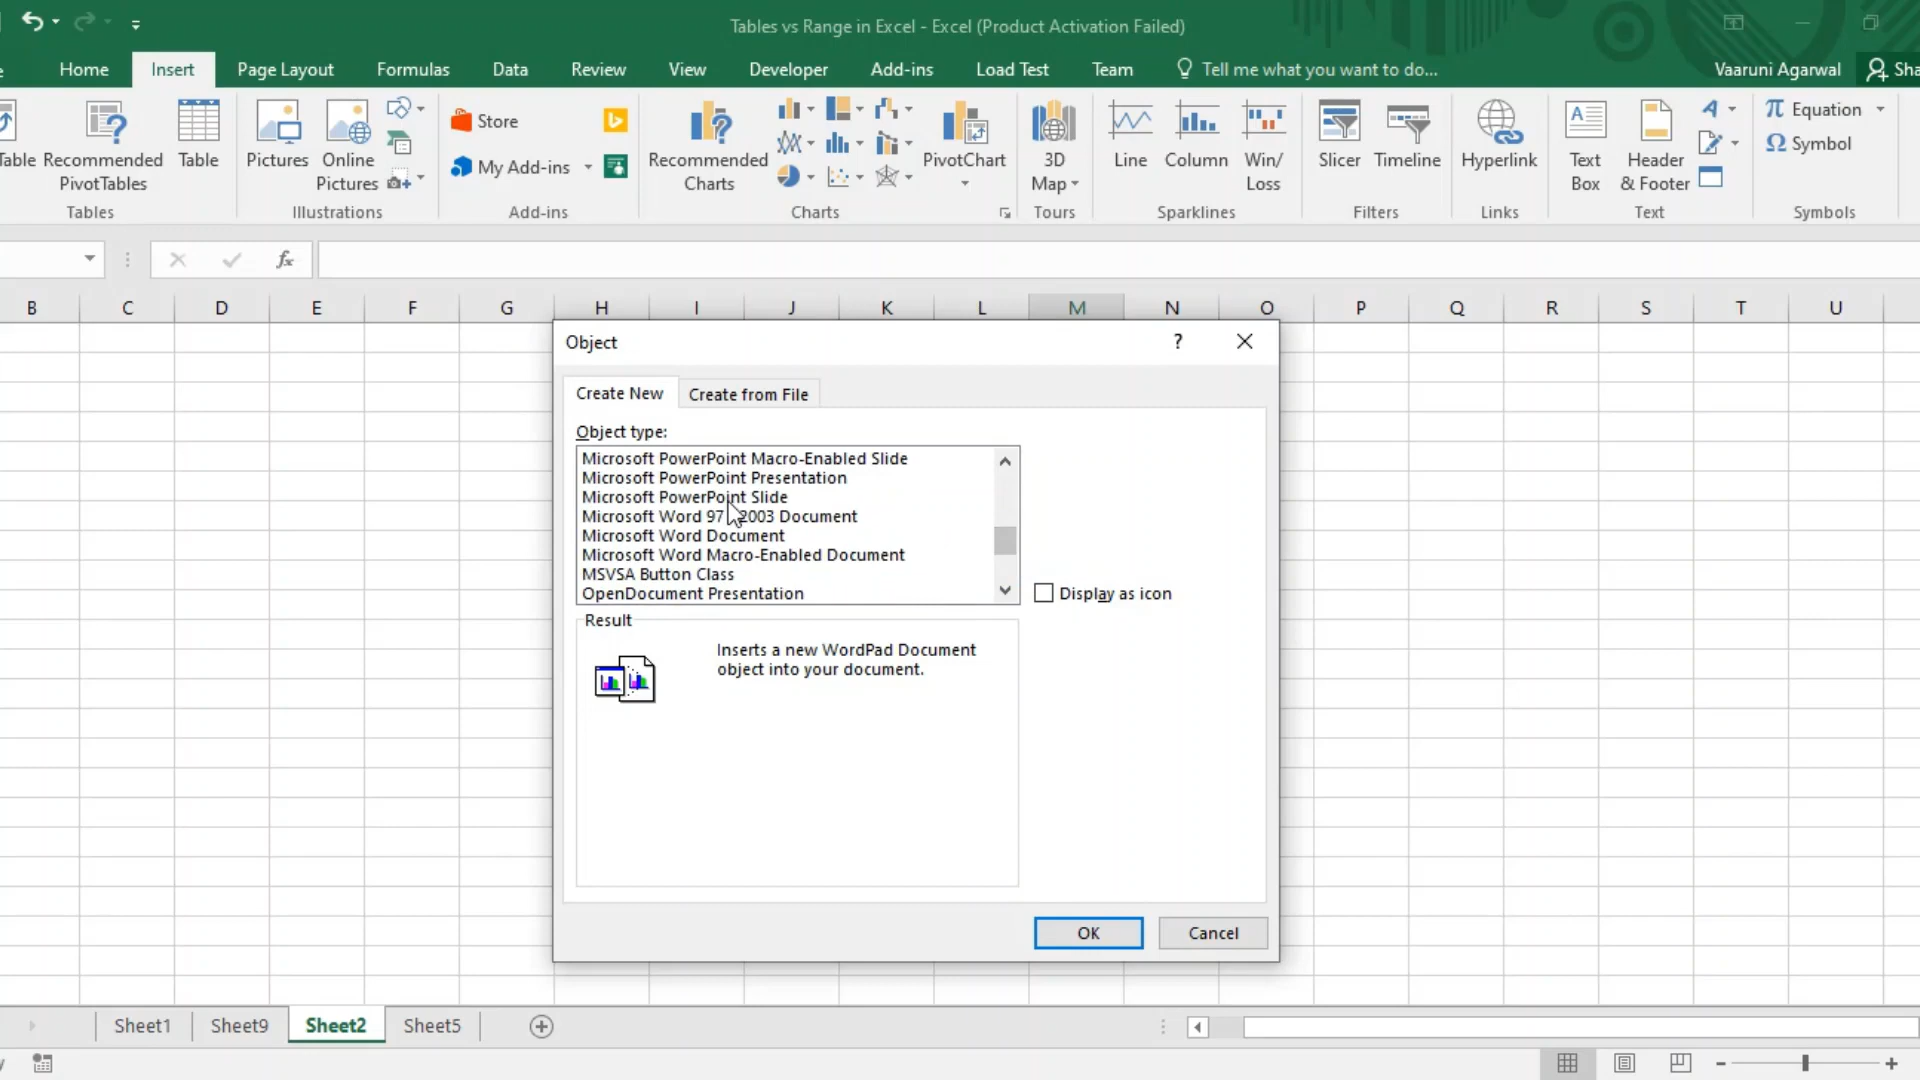 Tables vs Range in Excel - Excel (Product Activation Failed)
Home Insert Page Layout Formulas Data Review View Developer Add-ins Load Test Team Tell me what you want to do... Vaaruni Agarwal Sha
Table Recommended PivotTables Table Pictures Online Pictures Store My Add-ins Recommended Charts PivotChart 3D Map Line Column Win/ Loss Slicer Timeline Hyperlink Text Box Header & Footer Equation Symbol
Tables Illustrations Add-ins Charts Tours Sparklines Filters Links Text Symbols
fx
B C D E F G H I J K L M N O P Q R S T U
Object ?
Create New Create from File
Object type:
Microsoft PowerPoint Macro-Enabled Slide
Microsoft PowerPoint Presentation
Microsoft PowerPoint Slide
Microsoft Word 97 2003 Document
Microsoft Word Document
Microsoft Word Macro-Enabled Document
MSVSA Button Class
OpenDocument Presentation
Display as icon
Result
Inserts a new WordPad Document
object into your document.
OK Cancel
Sheet1 Sheet9 Sheet2 Sheet5